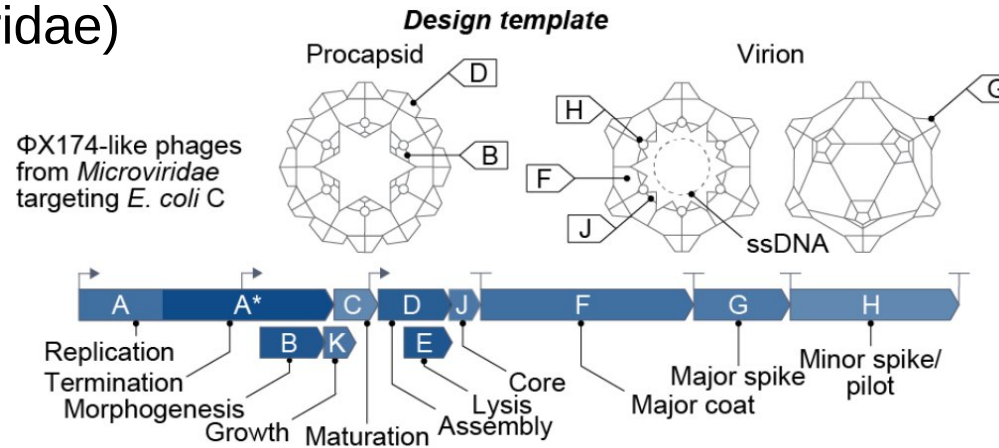 ridae)
Design template
Procapsid
Virion
D
B
H
F
J
G
ssDNA
ΦX174-like phages
from Microviridae
targeting E. coli C
A
A*
C
D
J
F
G
H
B
K
E
Replication
Termination
Morphogenesis
Growth
Maturation
Assembly
Lysis
Core
Major coat
Major spike
Minor spike/
pilot